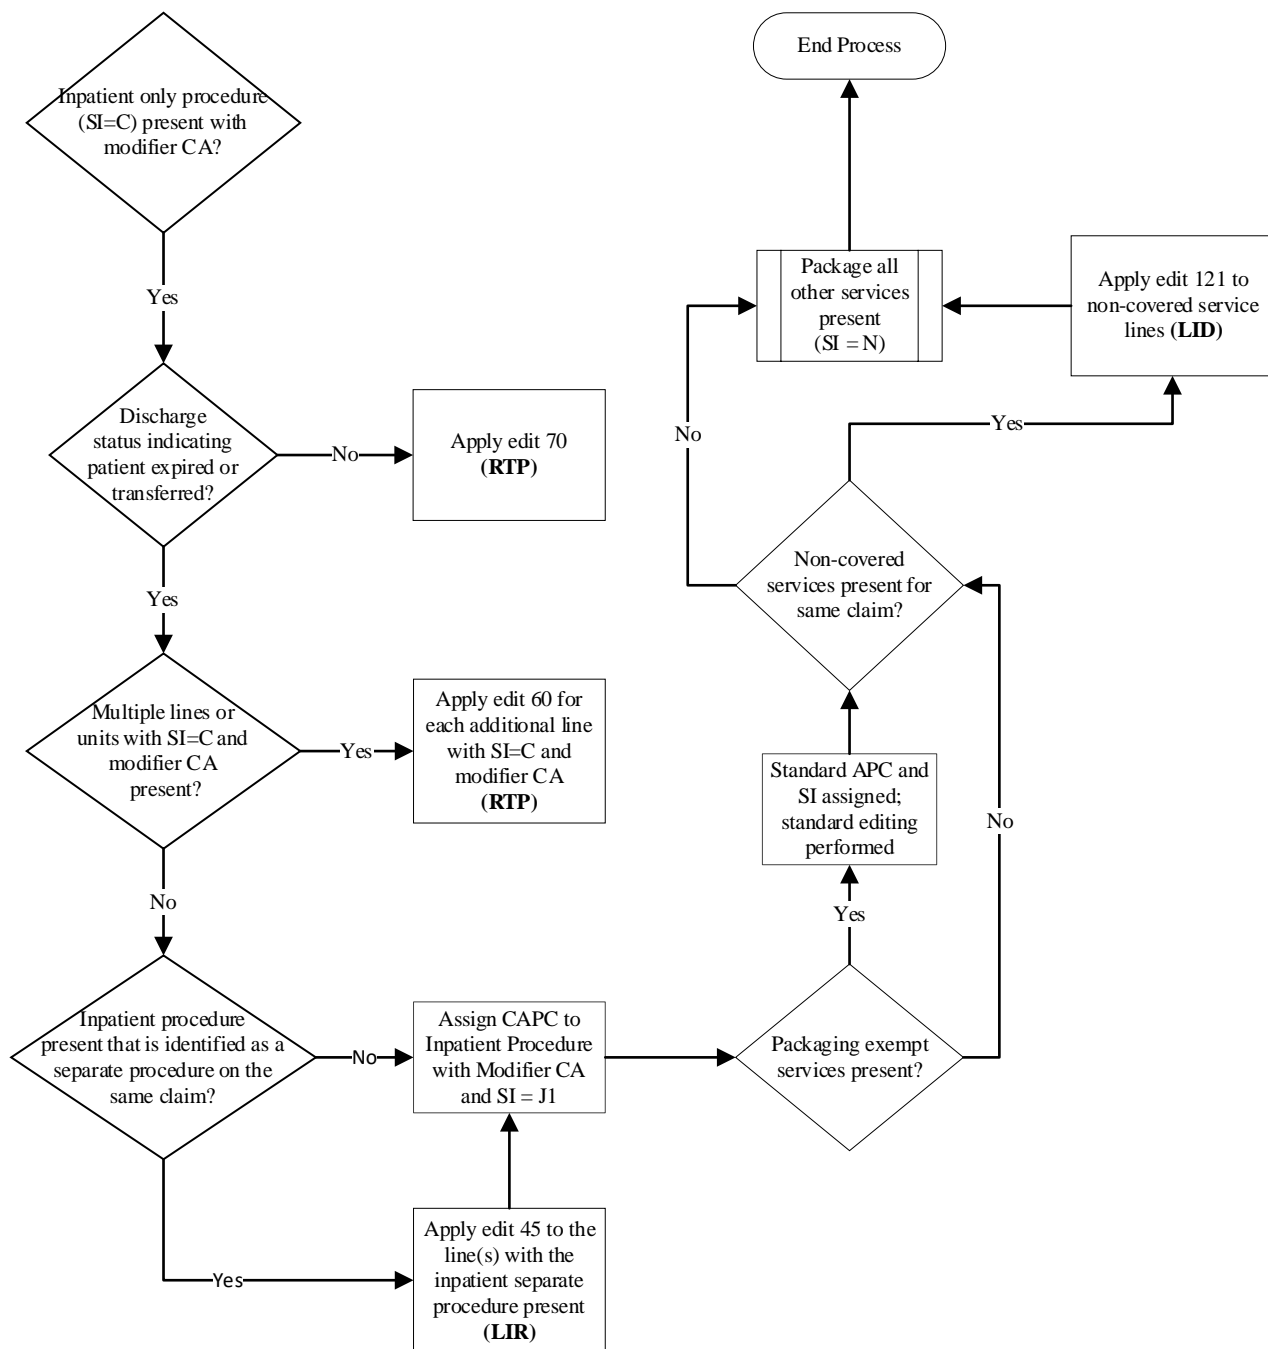 Inpatient only procedure
(SI=C) present with
modifier CA?
Yes
Discharge
status indicating
patient expired or
transferred?
No
Apply edit 70
(RTP)
Yes
Multiple lines or
units with SI=C and
modifier CA
present?
Yes
Apply edit 60 for
each additional line
with SI=C and
modifier CA
(RTP)
No
Inpatient procedure
present that is identified as a
separate procedure on the
same claim?
No
Yes
Apply edit 45 to the
line(s) with the
inpatient separate
procedure present
(LIR)
Assign CAPC to
Inpatient Procedure
with Modifier CA
and SI = J1
Packaging exempt
services present?
Yes
No
Standard APC and
SI assigned;
standard editing
performed
Non-covered
services present for
same claim?
No
Yes
Apply edit 121 to
non-covered service
lines (LID)
Package all
other services
present
(SI = N)
End Process